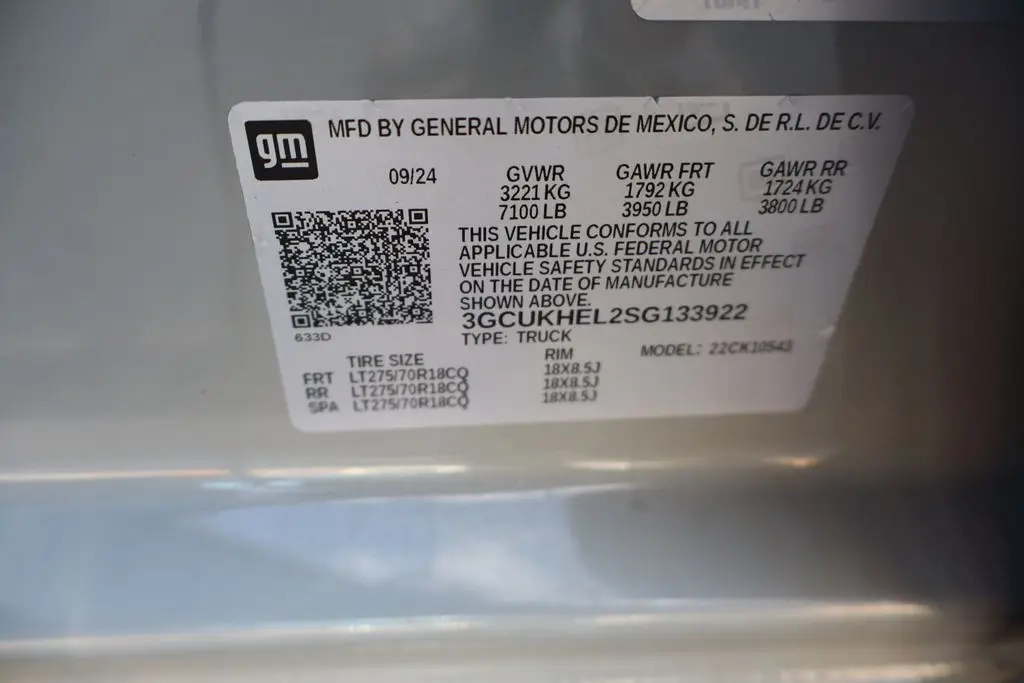 gm
MFD BY GENERAL MOTORS DE MEXICO, S. DE R.L. DE C.V.
09/24
GVWR GAWR FRT GAWR RR
3221 KG 1792 KG 1724 KG
7100 LB 3950 LB 3800 LB
THIS VEHICLE CONFORMS TO ALL
APPLICABLE U.S. FEDERAL MOTOR
VEHICLE SAFETY STANDARDS IN EFFECT
ON THE DATE OF MANUFACTURE
SHOWN ABOVE.
3GCUKHEL2SG133922
633D
TYPE: TRUCK
MODEL: 22CK10543
TIRE SIZE RIM
FRT LT275/70R18CQ 18X8.5J
RR LT275/70R18CQ 18X8.5J
SPA LT275/70R18CQ 18X8.5J